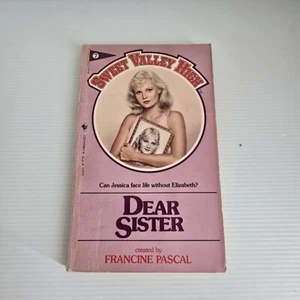 7
SWEET VALLEY HIGH
Can Jessica face life without Elizabeth?
DEAR
SISTER
created by
FRANCINE PASCAL